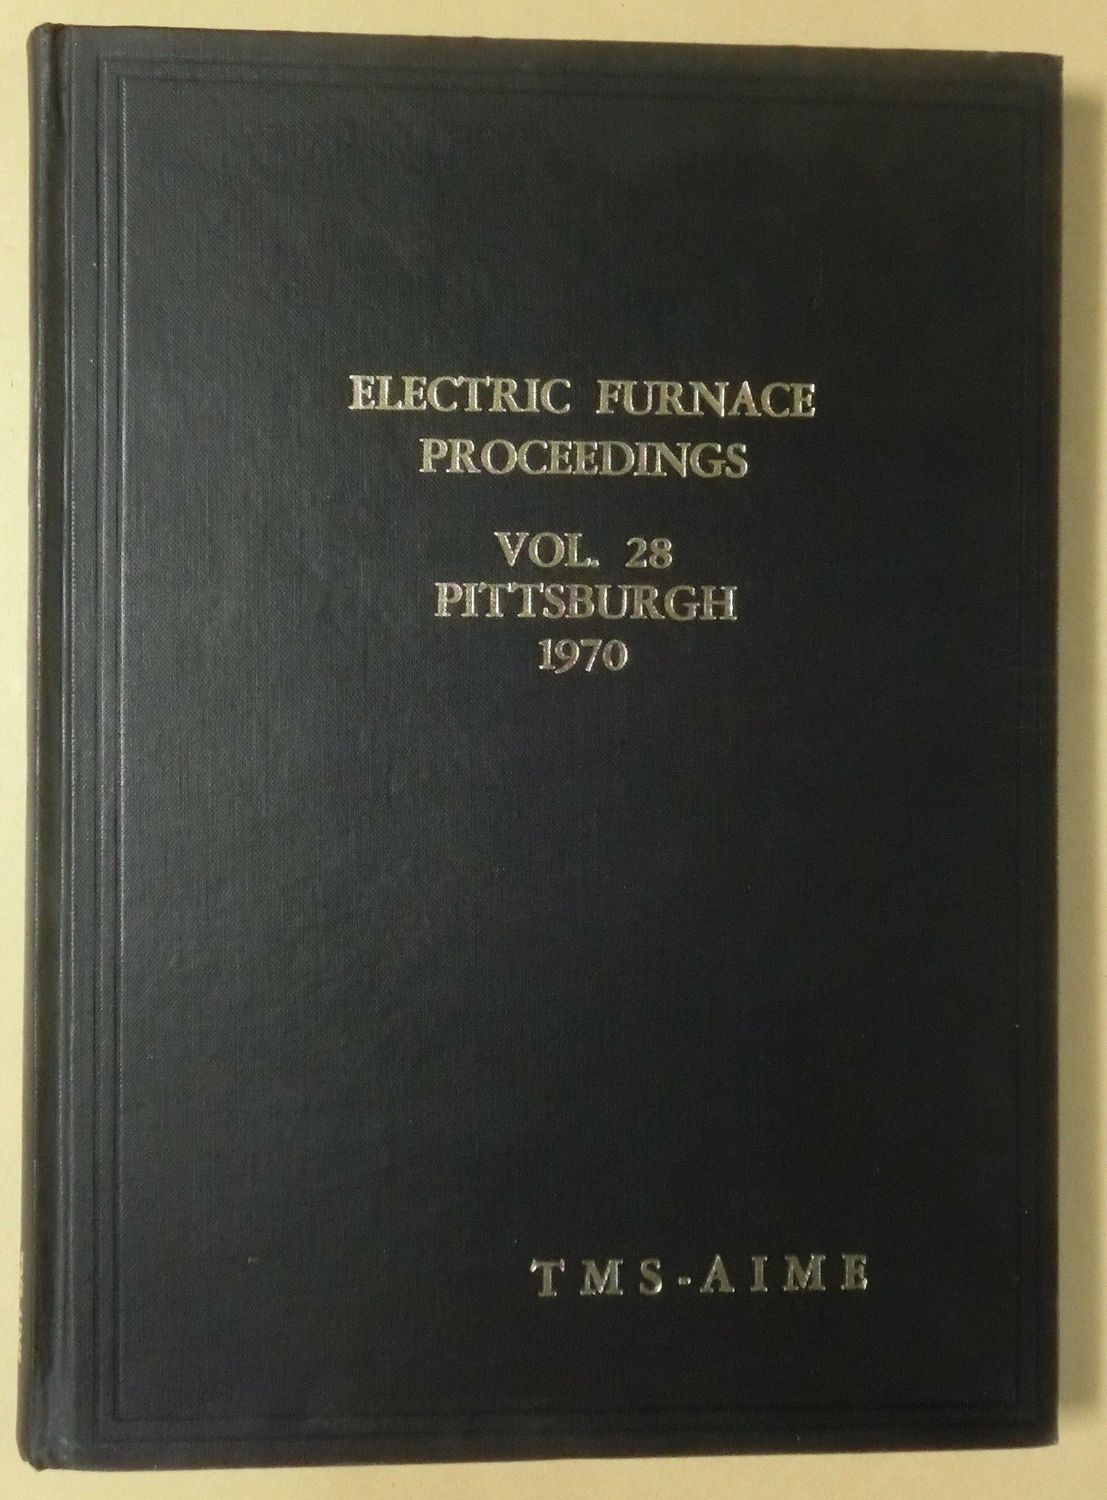 ELECTRIC FURNACE
PROCEEDINGS
VOL. 28
PITTSBURGH
1970
TMS-AIME